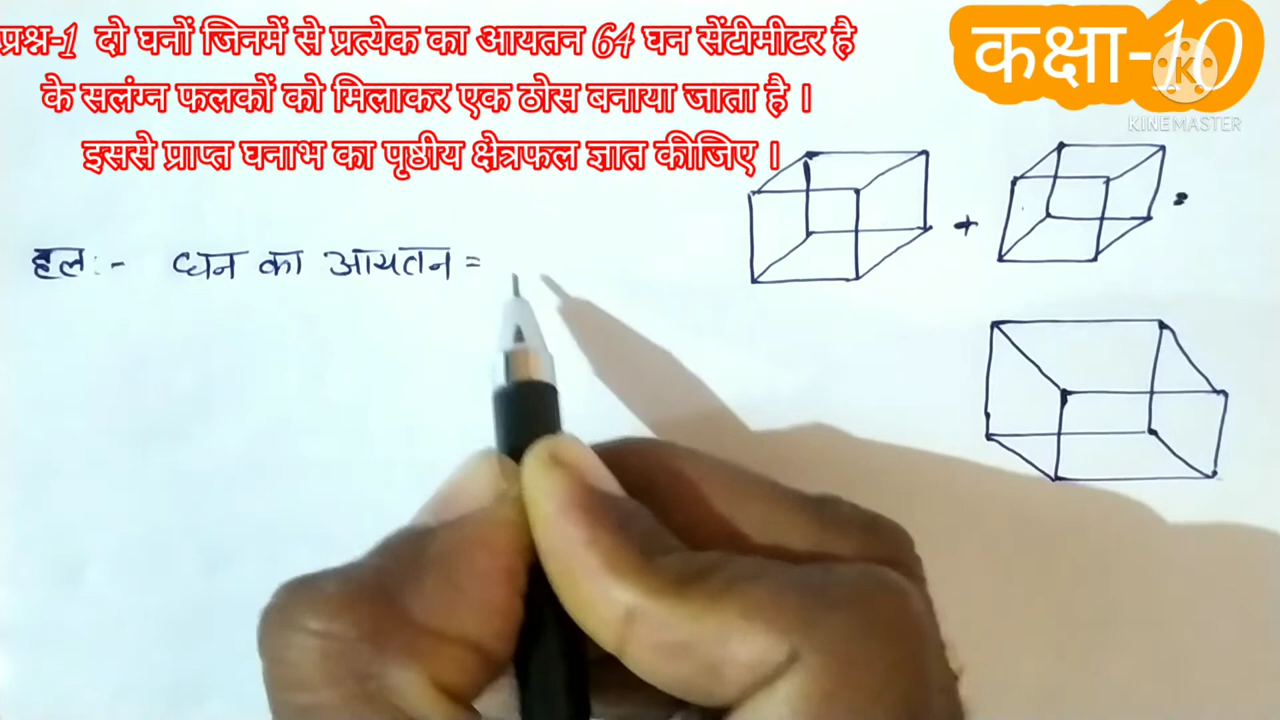 प्रश्न-1 दो घनों जिनमें से प्रत्येक का आयतन 64 घन सेंटीमीटर है
के सलंग्न फलकों को मिलाकर एक ठोस बनाया जाता है ।
इससे प्राप्त घनाभ का पृष्ठीय क्षेत्रफल ज्ञात कीजिए ।
कक्षा-10
K
KINEMASTER
+
=
हल:- घन का आयतन =